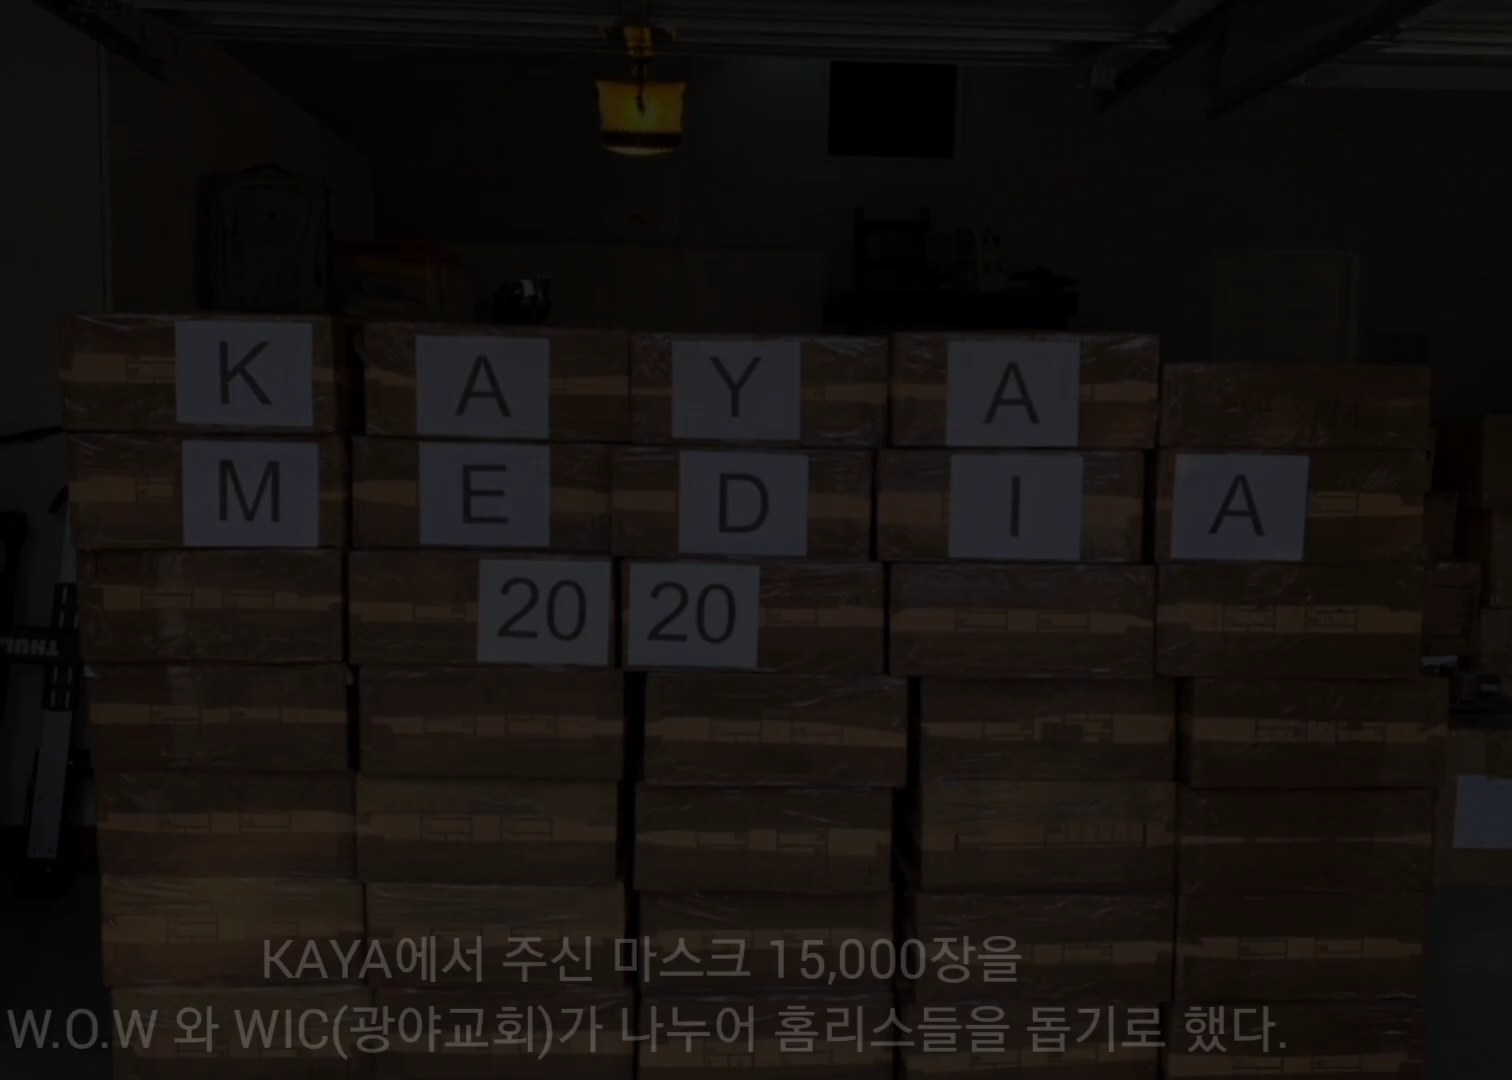 K A Y A
M E D I A
20 20
THUL
KAYA에서 주신 마스크 15,000장을
W.O.W 와 WIC(광야교회)가 나누어 홈리스들을 돕기로 했다.